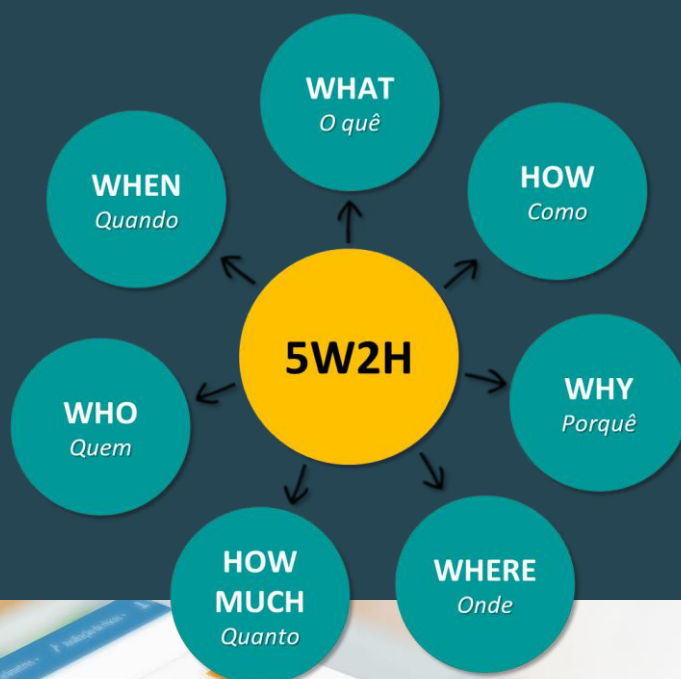 WHAT
O quê
HOW
Como
WHY
Porquê
WHERE
Onde
HOW
MUCH
Quanto
WHO
Quem
WHEN
Quando
5W2H